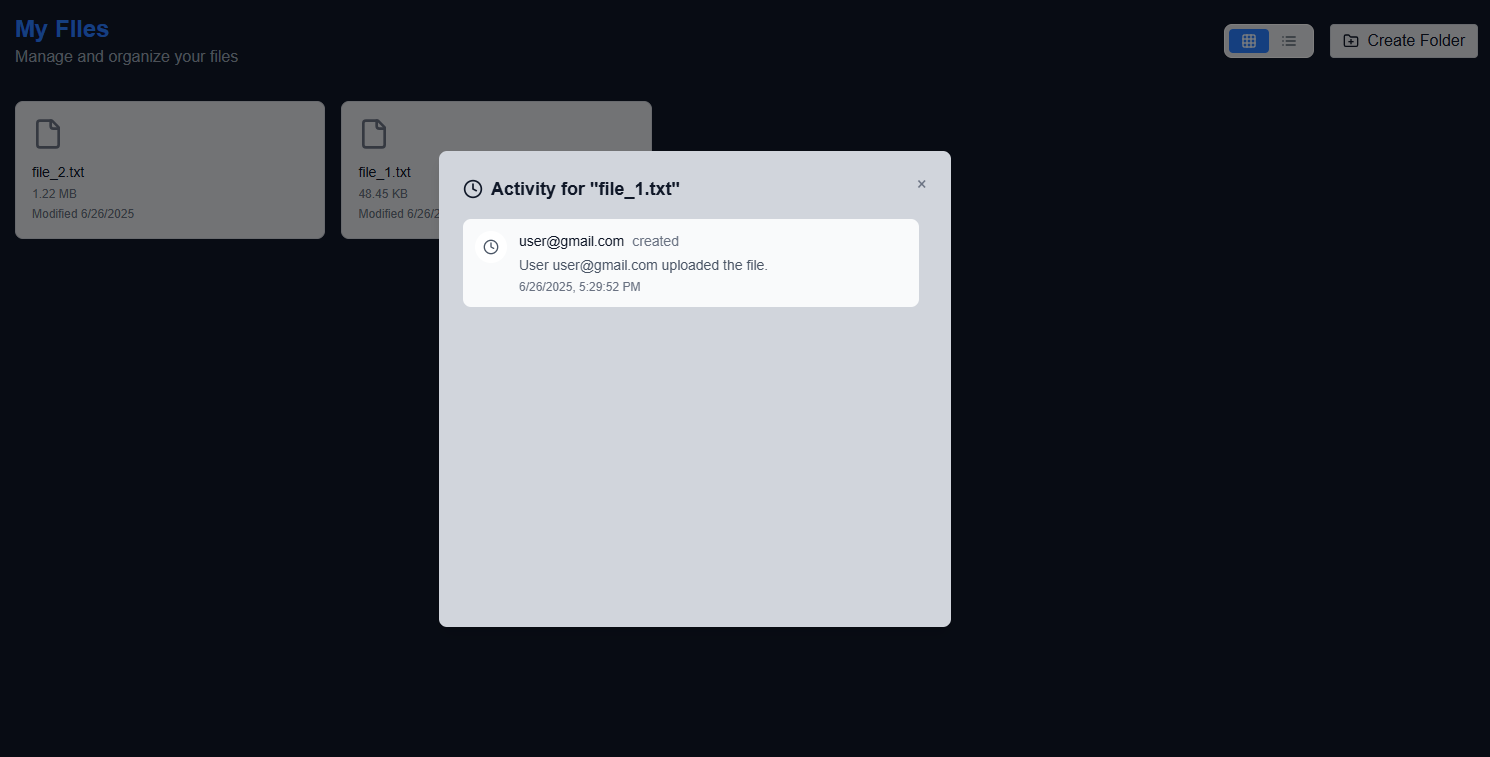 My FIles
Manage and organize your files
Create Folder
file_2.txt
1.22 MB
Modified 6/26/2025
file_1.txt
48.45 KB
Modified 6/26/2
Activity for "file_1.txt"
×
user@gmail.com created
User user@gmail.com uploaded the file.
6/26/2025, 5:29:52 PM